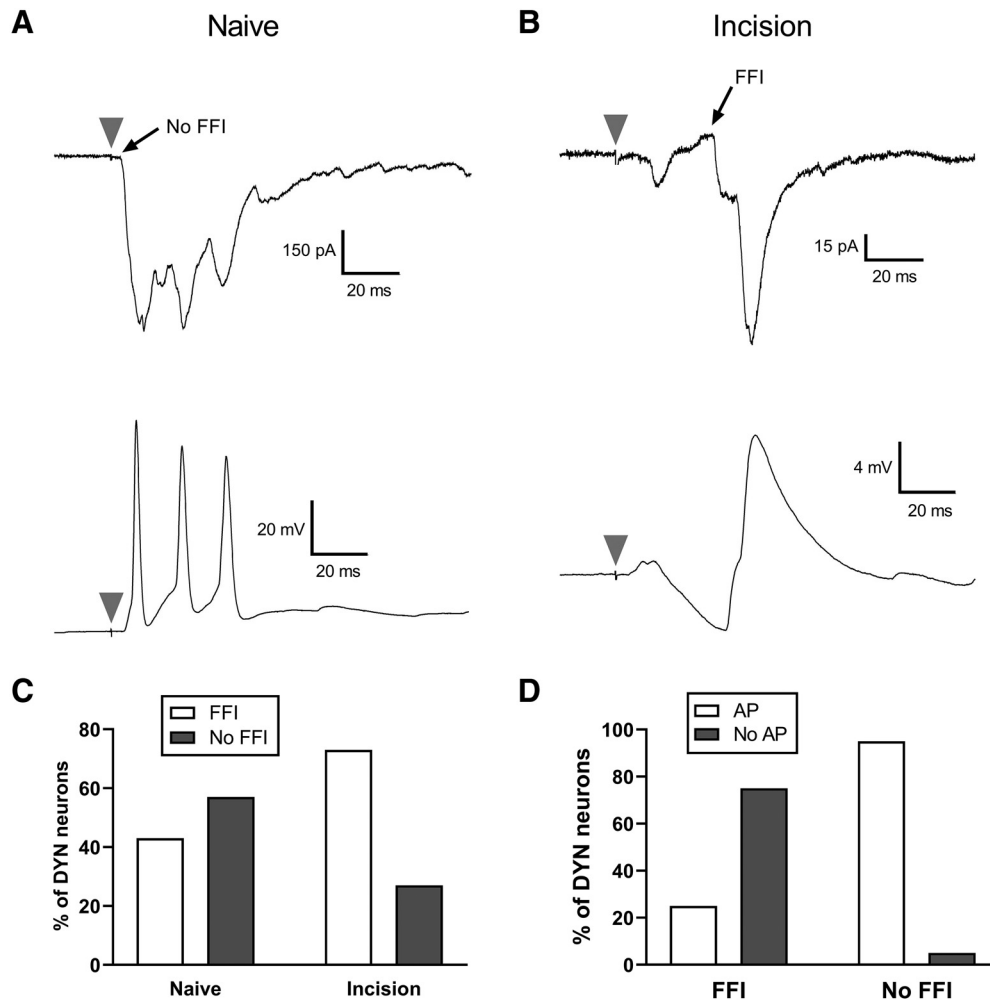 A
Naive
B
Incision
No FFI
FFI
150 pA
20 ms
15 pA
20 ms
20 mV
20 ms
4 mV
20 ms
C
FFI
No FFI
% of DYN neurons
80
60
40
20
0
Naive
Incision
D
AP
No AP
% of DYN neurons
100
80
60
40
20
0
FFI
No FFI